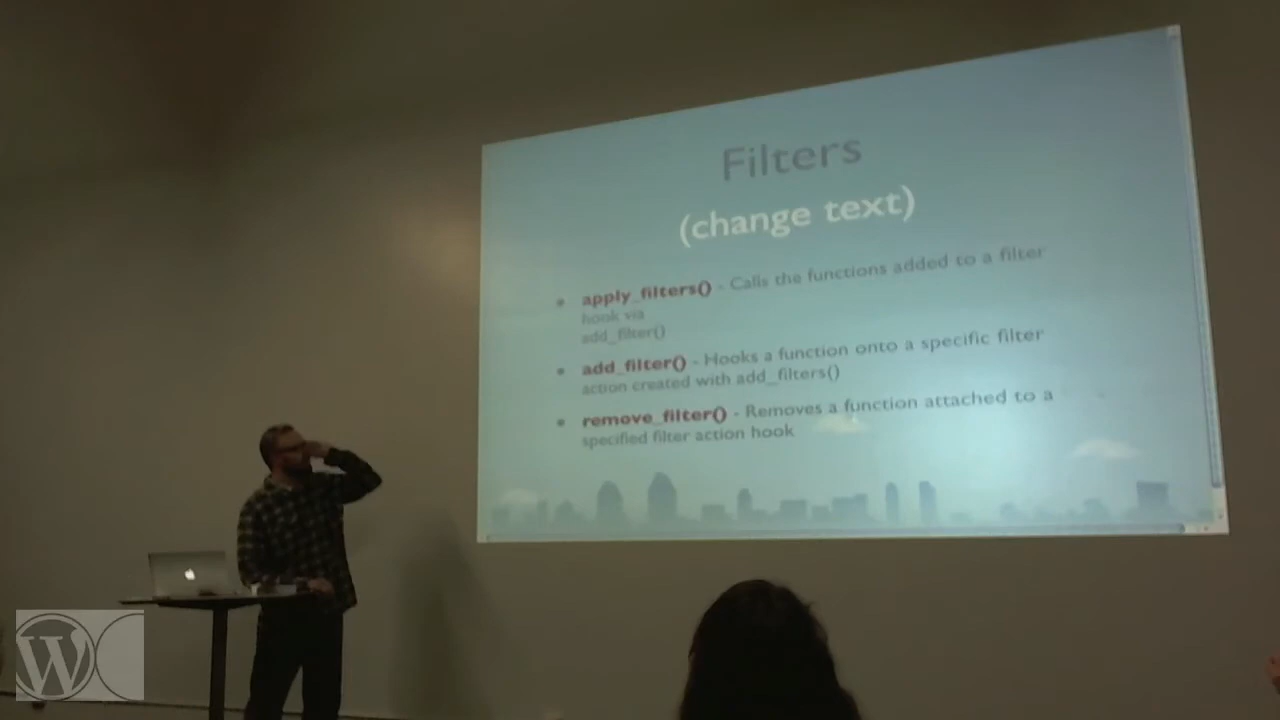 Filters
(change text)
• apply_filters() - Calls the functions added to a filter
honk via
add_filter()
• add_filter() - Hooks a function onto a specific filter
action created with add_filters()
• remove_filter() - Removes a function attached to a
specified filter action hook
W